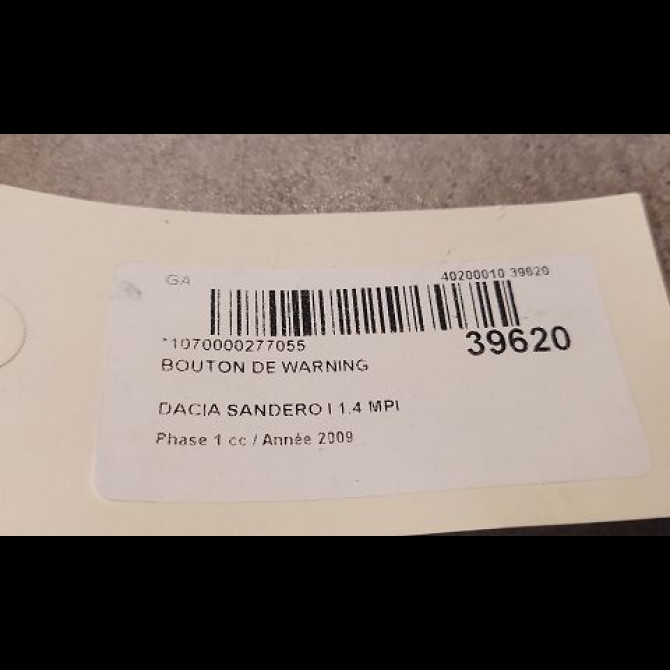 GA 40200010 39620
*1070000277055 39620
BOUTON DE WARNING
DACIA SANDERO I 1.4 MPI
Phase 1 cc / Année 2009